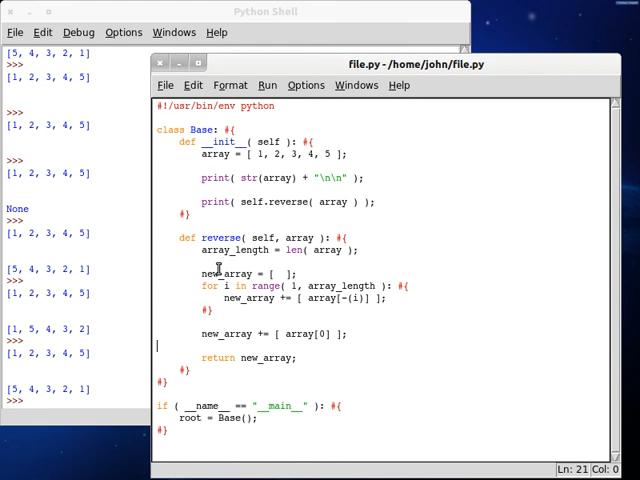 Python Shell
File Edit Debug Options Windows Help
[5, 4, 3, 2, 1]
>>>
[1, 2, 3, 4, 5]
>>>
[1, 2, 3, 4, 5]
>>>
[1, 2, 3, 4, 5]
None
>>>
[1, 2, 3, 4, 5]
[5, 4, 3, 2, 1]
>>>
[1, 2, 3, 4, 5]
[1, 5, 4, 3, 2]
>>>
[1, 2, 3, 4, 5]
[5, 4, 3, 2, 1]
>>>
file.py - /home/john/file.py
File Edit Format Run Options Windows Help
#!/usr/bin/env python
class Base: #{
def __init__( self ): #{
array = [ 1, 2, 3, 4, 5 ];
print( str(array) + "\n\n" );
print( self.reverse( array ) );
#}
def reverse( self, array ): #{
array_length = len( array );
new_array = [  ];
for i in range( 1, array_length ): #{
new_array += [ array[-(i)] ];
#}
new_array += [ array[0] ];
return new_array;
#}
#}
if ( __name__ == "__main__" ): #{
root = Base();
#}
Ln: 21 Col: 0